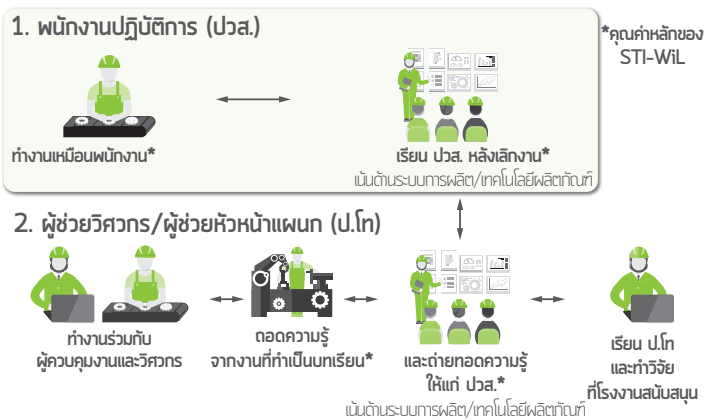 1. พนักงานปฏิบัติการ (ปวส.)
*คุณค่าหลักของ
STI-WiL
ทำงานเหมือนพนักงาน*
เรียน ปวส. หลังเลิกงาน*
เน้นด้านระบบการผลิต/เทคโนโลยีผลิตภัณฑ์
2. ผู้ช่วยวิศวกร/ผู้ช่วยหัวหน้าแผนก (ป.โท)
ทำงานร่วมกับ
ผู้ควบคุมงานและวิศวกร
ถอดความรู้
จากงานที่ทำเป็นบทเรียน*
และถ่ายทอดความรู้
ให้แก่ ปวส.*
เน้นด้านระบบการผลิต/เทคโนโลยีผลิตภัณฑ์
เรียน ป.โท
และทำวิจัย
ที่โรงงานสนับสนุน